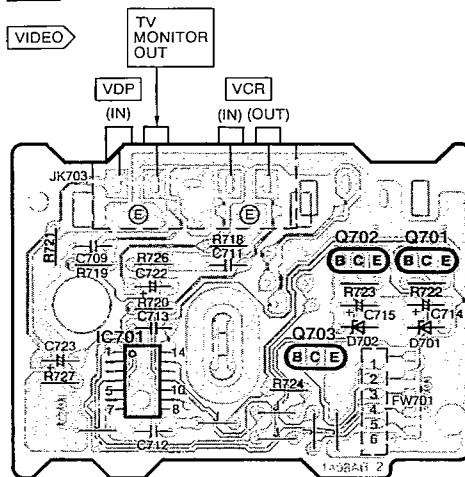 VIDEO
TV
MONITOR
OUT
VDP
(IN)
VCR
(IN) (OUT)
JK703
E
E
R721
C709
R719
R726
C722
R720
C713
R718
C711
Q702
Q701
B C E
B C E
R723
R722
C715
C714
D702
D701
IC701
1
14
5
10
7
8
Q703
B C E
R724
C723
R727
C712
1
2
3
4
5
6
FW701